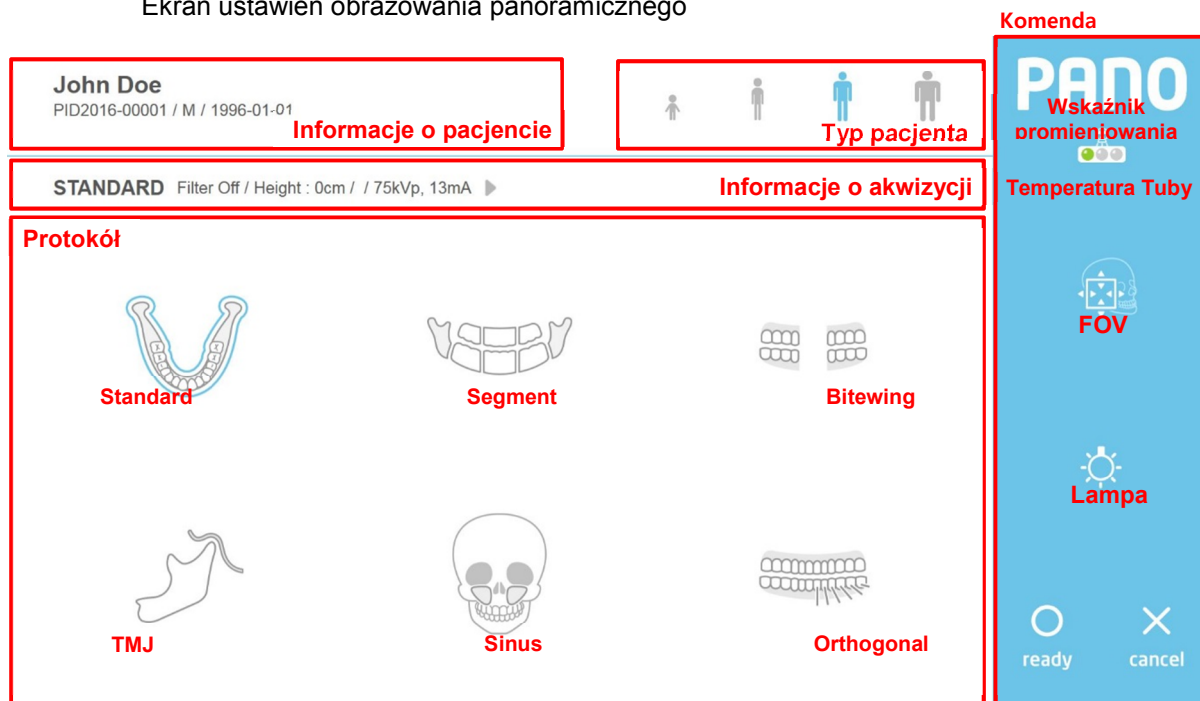 Ekran ustawień obrazowania panoramicznego
Komenda
John Doe
PID2016-00001 / M / 1996-01-01
Informacje o pacjencie
Typ pacjenta
PANO
Wskaźnik
promieniowania
STANDARD Filter Off / Height : 0cm / / 75kVp, 13mA
Informacje o akwizycji
Temperatura Tuby
Protokół
FOV
Standard
Segment
Bitewing
Lampa
TMJ
Sinus
Orthogonal
ready
cancel